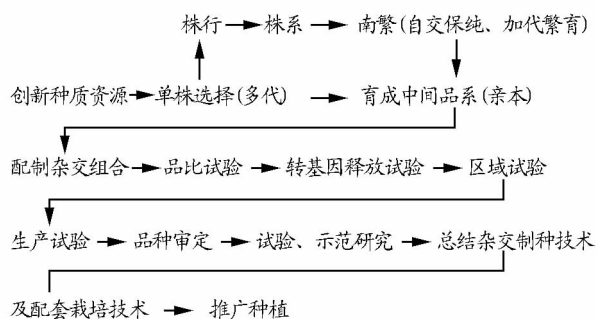 株行 株系 南繁(自交保纯、加代繁育)
创新种质资源 单株选择(多代) 育成中间品系(亲本)
配制杂交组合 品比试验 转基因释放试验 区域试验
生产试验 品种审定 试验、示范研究 总结杂交制种技术
及配套栽培技术 推广种植